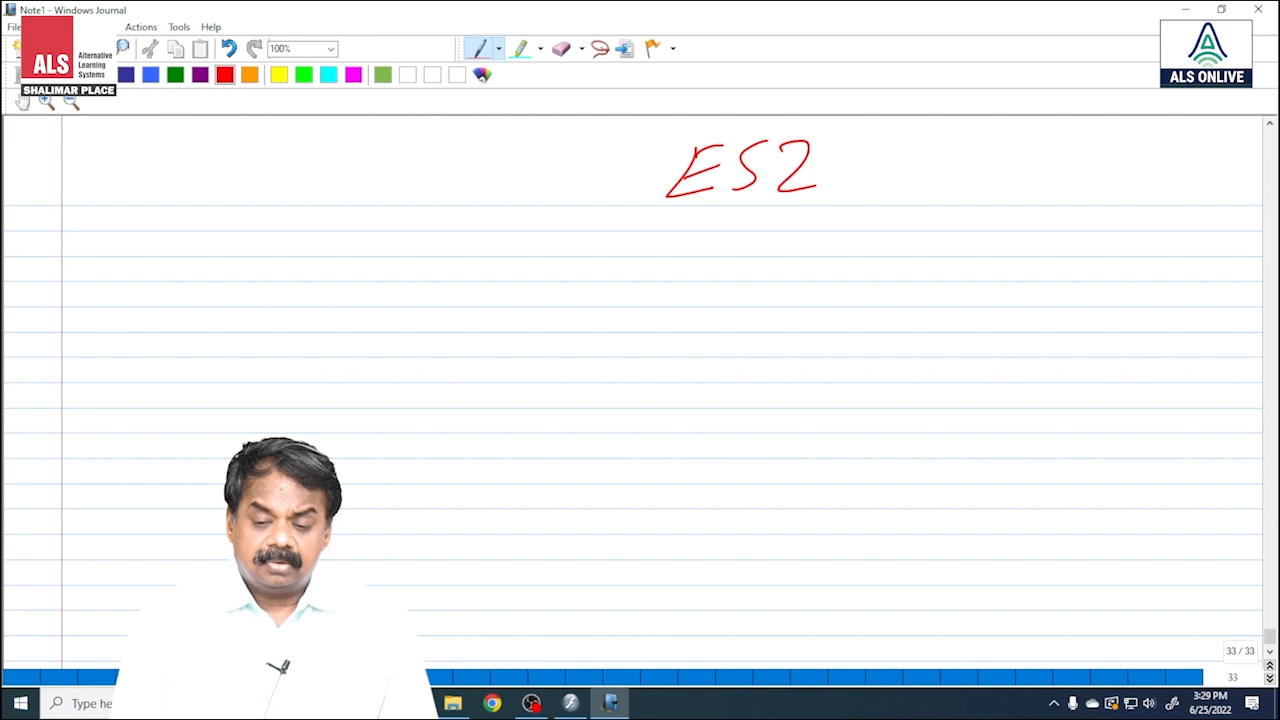 Note1 - Windows Journal
Fil
Actions
Tools
Help
100%
ALS
Alternative
Learning
Systems
SHALIMAR PLACE
ALS ONLIVE
ES2
33 / 33
33
Type he
3:29 PM
6/25/2022